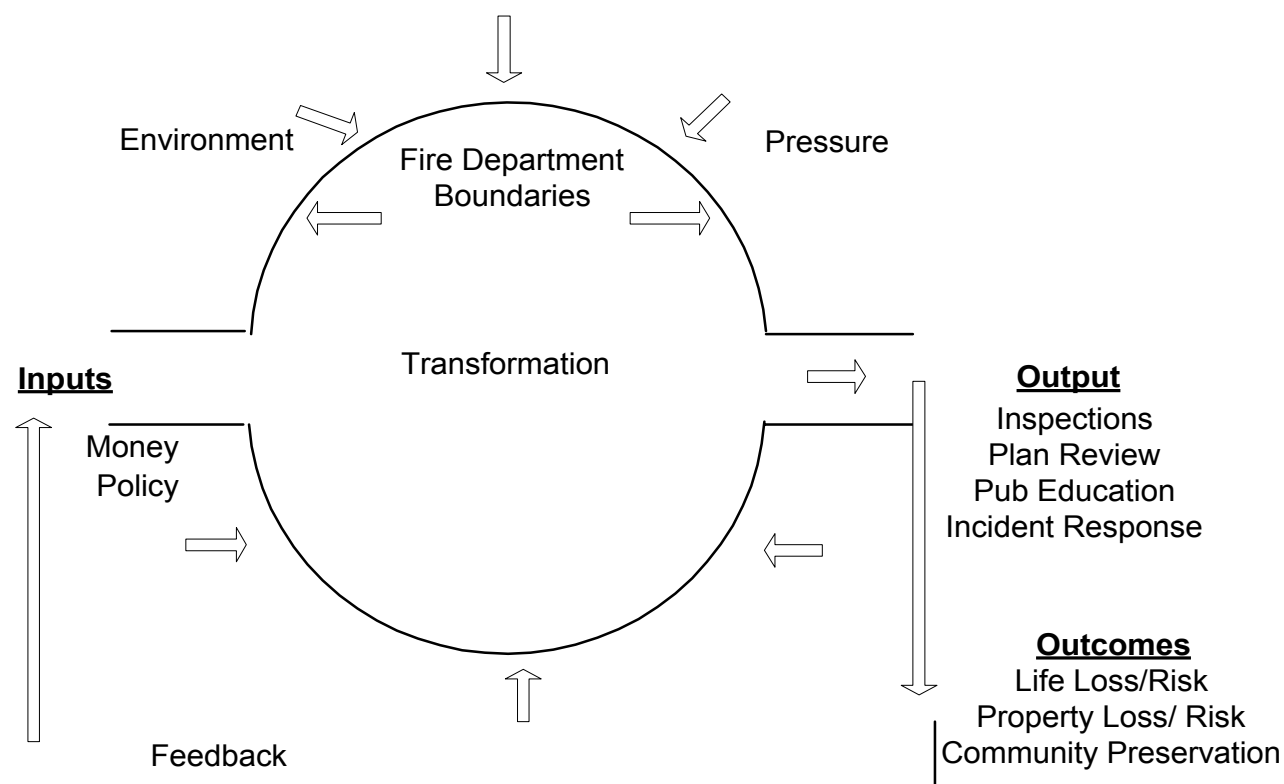 Environment
Pressure
Fire Department
Boundaries
Transformation
Inputs
Money
Policy
Output
Inspections
Plan Review
Pub Education
Incident Response
Outcomes
Life Loss/Risk
Property Loss/ Risk
Community Preservation
Feedback